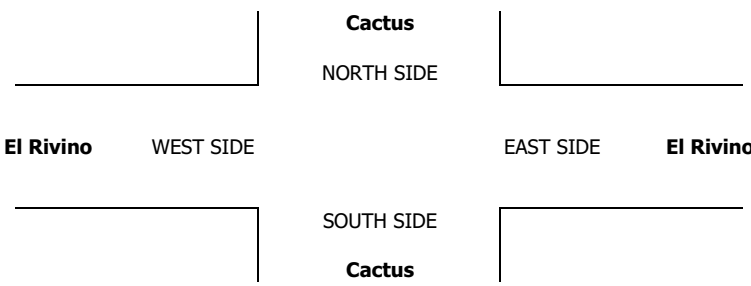 Cactus
NORTH SIDE
El Rivino WEST SIDE EAST SIDE El Rivino
SOUTH SIDE
Cactus